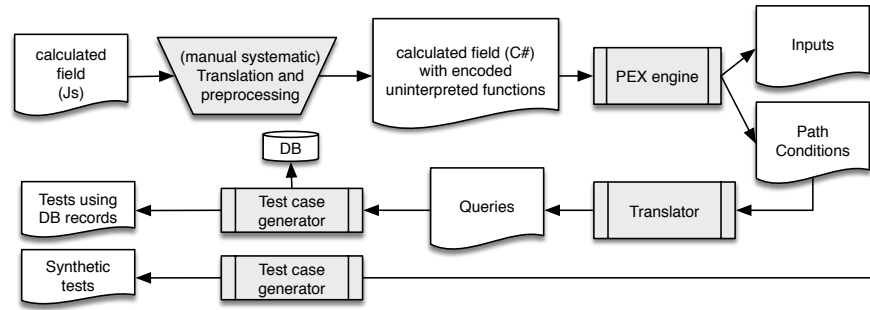 calculated
field
(Js)
(manual systematic)
Translation and
preprocessing
calculated field (C#)
with encoded
uninterpreted functions
PEX engine
Inputs
Path
Conditions
DB
Tests using
DB records
Test case
generator
Queries
Translator
Synthetic
tests
Test case
generator